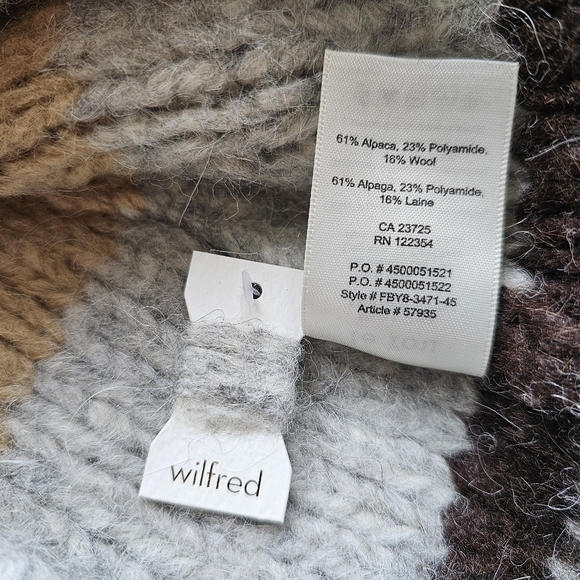 61% Alpaca, 23% Polyamide,
16% Wool
61% Alpaga, 23% Polyamide,
16% Laine
CA 23725
RN 122354
P.O. # 4500051521
P.O. # 4500051522
Style # FBY8-3471-45
Article # 57935
wilfred